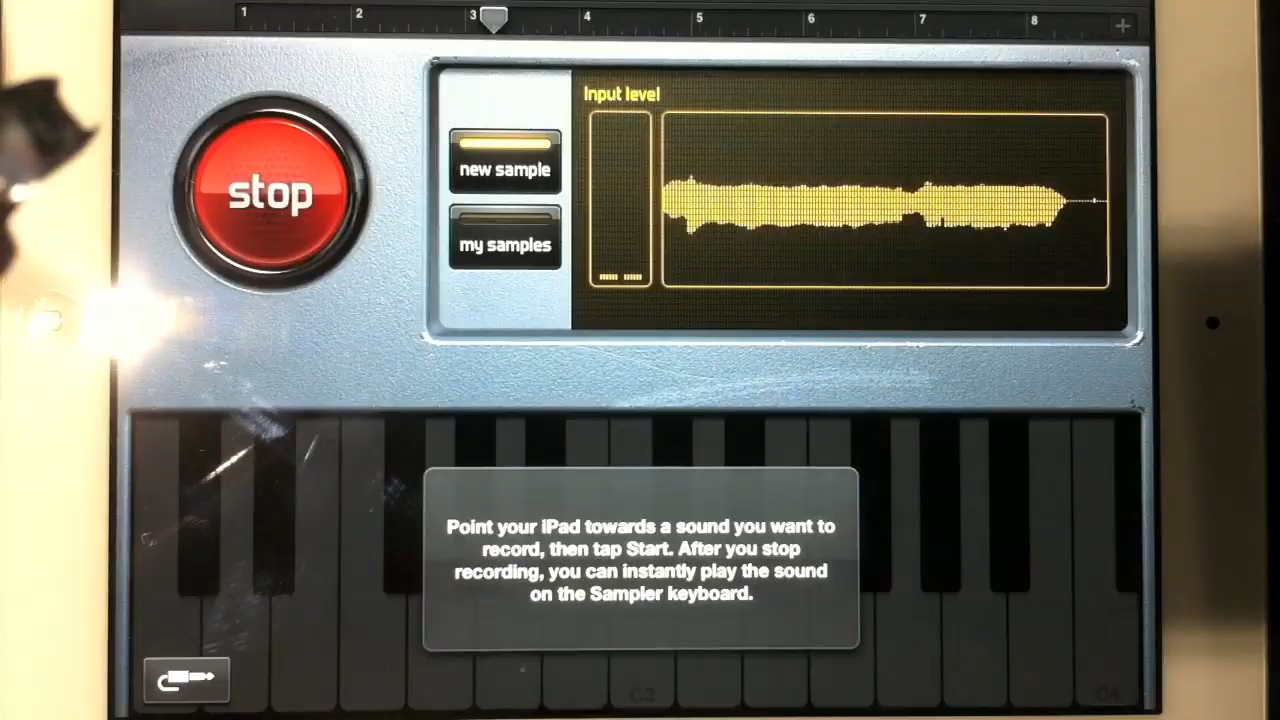 1 2 3 4 5 6 7 8 +
Input level
stop
new sample
my samples
Point your iPad towards a sound you want to
record, then tap Start. After you stop
recording, you can instantly play the sound
on the Sampler keyboard.
C3 C4